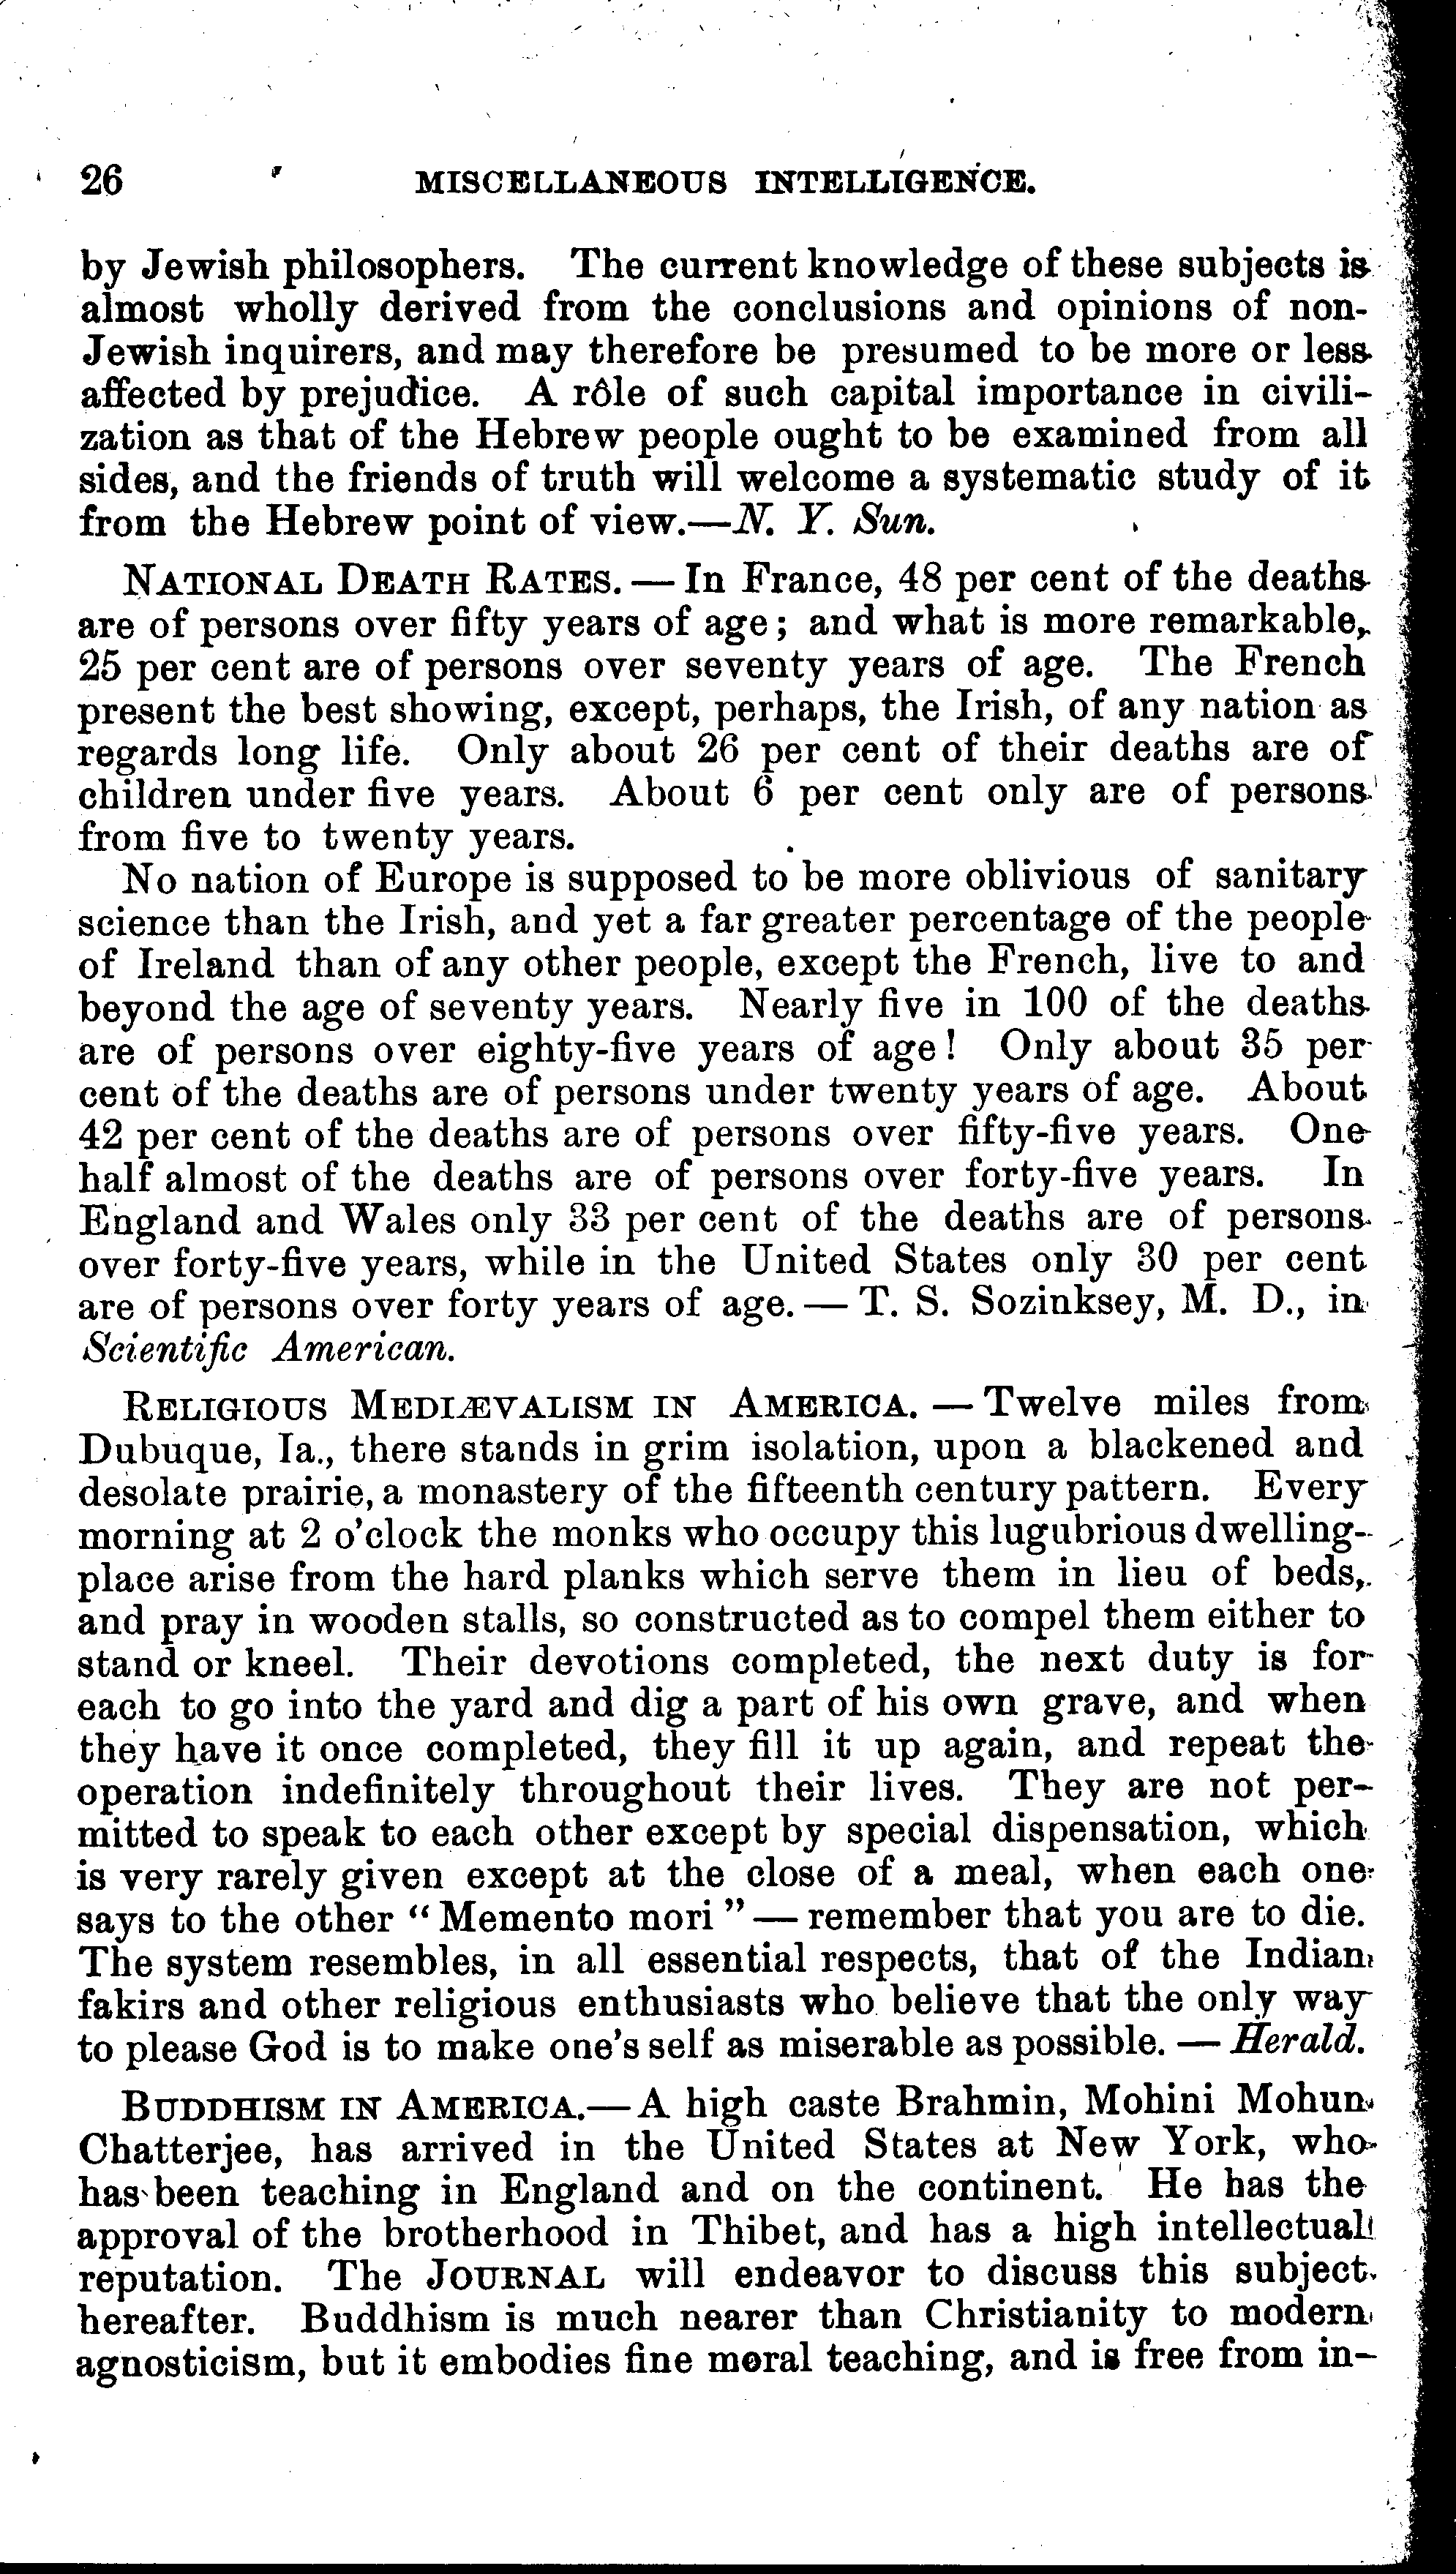 26 MISCELLANEOUS INTELLIGENCE.
by Jewish philosophers. The current knowledge of these subjects is
almost wholly derived from the conclusions and opinions of non-
Jewish inquirers, and may therefore be presumed to be more or less
affected by prejudice. A rôle of such capital importance in civili-
zation as that of the Hebrew people ought to be examined from all
sides, and the friends of truth will welcome a systematic study of it
from the Hebrew point of view.—N. Y. Sun.
NATIONAL DEATH RATES. — In France, 48 per cent of the deaths
are of persons over fifty years of age; and what is more remarkable,
25 per cent are of persons over seventy years of age. The French
present the best showing, except, perhaps, the Irish, of any nation as
regards long life. Only about 26 per cent of their deaths are of
children under five years. About 6 per cent only are of persons
from five to twenty years.
No nation of Europe is supposed to be more oblivious of sanitary
science than the Irish, and yet a far greater percentage of the people
of Ireland than of any other people, except the French, live to and
beyond the age of seventy years. Nearly five in 100 of the deaths
are of persons over eighty-five years of age! Only about 35 per
cent of the deaths are of persons under twenty years of age. About
42 per cent of the deaths are of persons over fifty-five years. One
half almost of the deaths are of persons over forty-five years. In
England and Wales only 33 per cent of the deaths are of persons
over forty-five years, while in the United States only 30 per cent
are of persons over forty years of age. — T. S. Sozinksey, M. D., in
Scientific American.
RELIGIOUS MEDIÆVALISM IN AMERICA. — Twelve miles from
Dubuque, Ia., there stands in grim isolation, upon a blackened and
desolate prairie, a monastery of the fifteenth century pattern. Every
morning at 2 o'clock the monks who occupy this lugubrious dwelling-
place arise from the hard planks which serve them in lieu of beds,
and pray in wooden stalls, so constructed as to compel them either to
stand or kneel. Their devotions completed, the next duty is for
each to go into the yard and dig a part of his own grave, and when
they have it once completed, they fill it up again, and repeat the
operation indefinitely throughout their lives. They are not per-
mitted to speak to each other except by special dispensation, which
is very rarely given except at the close of a meal, when each one
says to the other "Memento mori" — remember that you are to die.
The system resembles, in all essential respects, that of the Indian
fakirs and other religious enthusiasts who believe that the only way
to please God is to make one's self as miserable as possible. — Herald.
BUDDHISM IN AMERICA.— A high caste Brahmin, Mohini Mohun
Chatterjee, has arrived in the United States at New York, who
has been teaching in England and on the continent. He has the
approval of the brotherhood in Thibet, and has a high intellectual
reputation. The JOURNAL will endeavor to discuss this subject
hereafter. Buddhism is much nearer than Christianity to modern
agnosticism, but it embodies fine moral teaching, and is free from in-